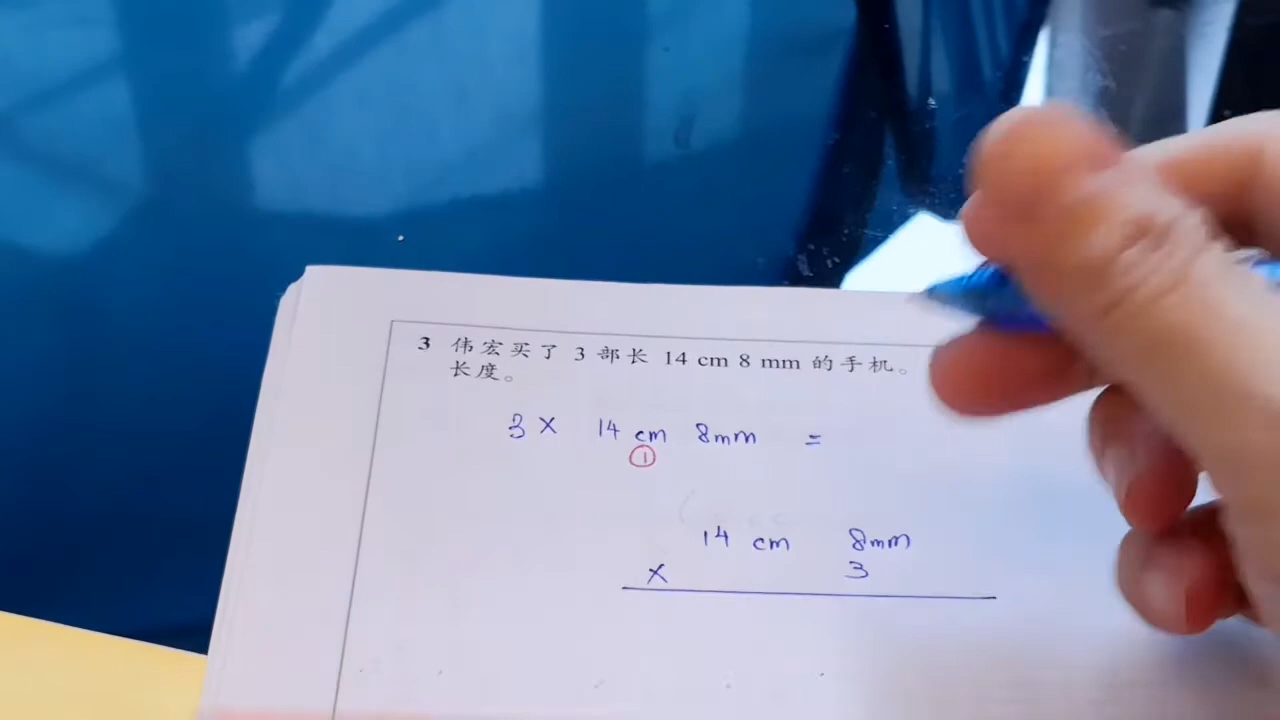 3 伟宏买了 3 部长 14 cm 8 mm 的手机。
长度。
3 × 14 cm 8mm =
①
14 cm 8mm
× 3